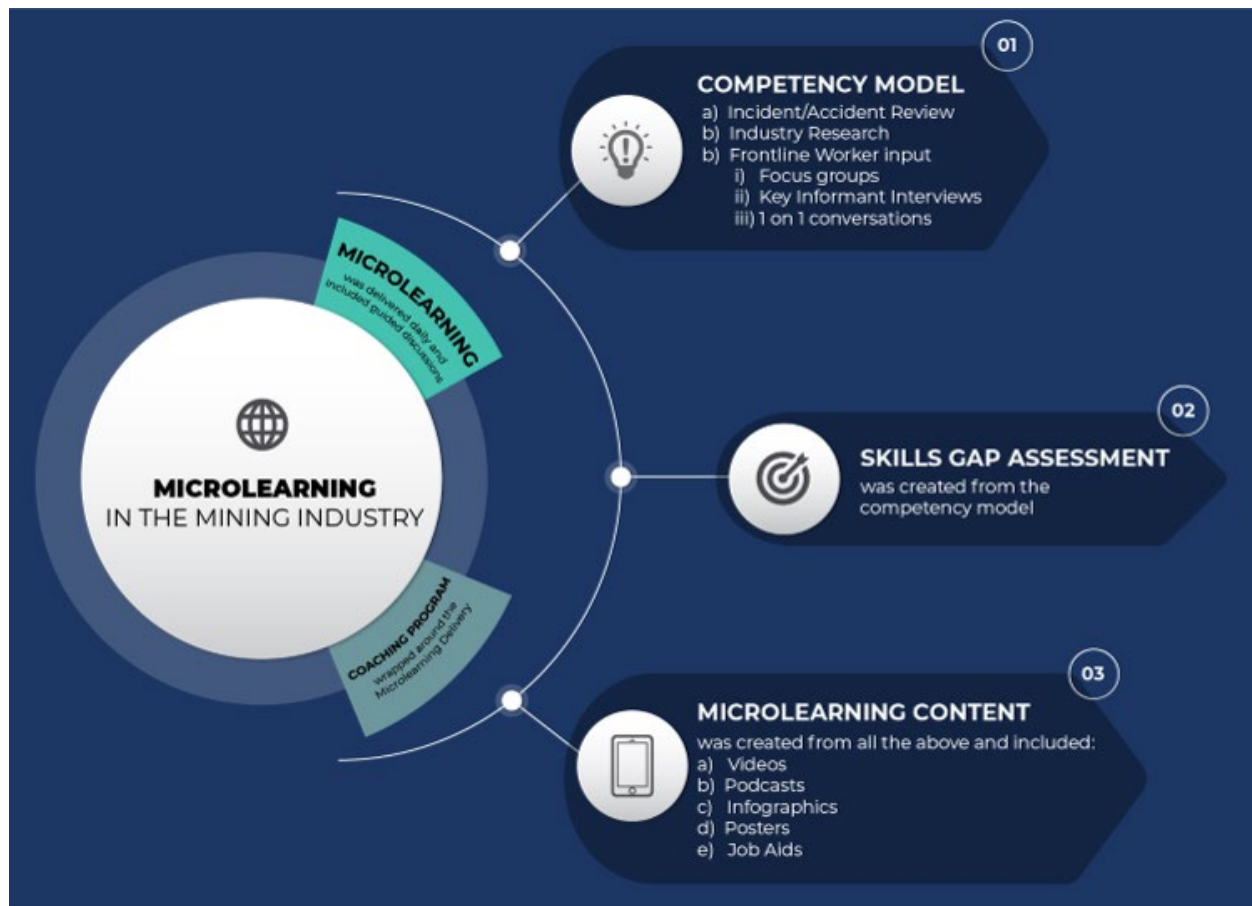 01
COMPETENCY MODEL
a) Incident/Accident Review
b) Industry Research
b) Frontline Worker input
i) Focus groups
ii) Key Informant Interviews
iii) 1 on 1 conversations
MICROLEARNING
was delivered daily and
included guided discussions
MICROLEARNING
IN THE MINING INDUSTRY
02
SKILLS GAP ASSESSMENT
was created from the
competency model
COACHING PROGRAM
wrapped around the
Microlearning Delivery
03
MICROLEARNING CONTENT
was created from all the above and included:
a) Videos
b) Podcasts
c) Infographics
d) Posters
e) Job Aids